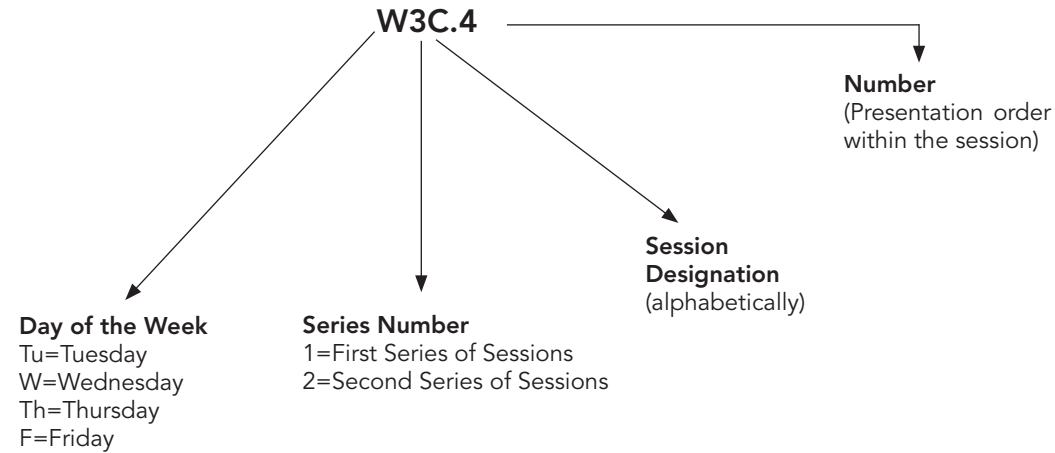 W3C.4
Number
(Presentation order
within the session)
Session
Designation
(alphabetically)
Day of the Week
Tu=Tuesday
W=Wednesday
Th=Thursday
F=Friday
Series Number
1=First Series of Sessions
2=Second Series of Sessions